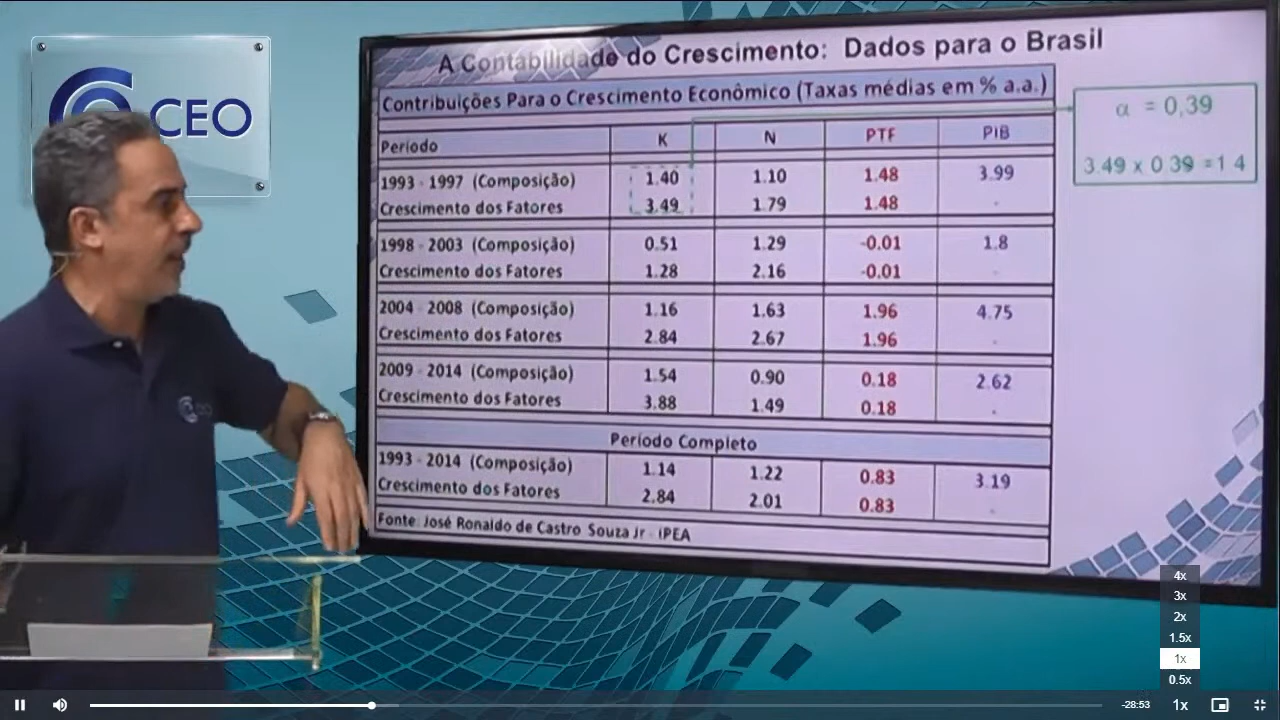 CEO
A Contabilidade do Crescimento: Dados para o Brasil
Contribuições Para o Crescimento Econômico (Taxas médias em % a.a.)
Período K N PTF PIB
1993 - 1997 (Composição) 1.40 1.10 1.48 3.99
Crescimento dos Fatores 3.49 1.79 1.48 -
1998 - 2003 (Composição) 0.51 1.29 -0.01 1.8
Crescimento dos Fatores 1.28 2.16 -0.01 -
2004 - 2008 (Composição) 1.16 1.63 1.96 4.75
Crescimento dos Fatores 2.84 2.67 1.96 -
2009 - 2014 (Composição) 1.54 0.90 0.18 2.62
Crescimento dos Fatores 3.88 1.49 0.18 -
Período Completo
1993 - 2014 (Composição) 1.14 1.22 0.83 3.19
Crescimento dos Fatores 2.84 2.01 0.83 -
Fonte: José Ronaldo de Castro Souza Jr - IPEA
α = 0,39
3.49 x 0.39 =1.4
CEO
4x
3x
2x
1.5x
1x
0.5x
-28:53 1x